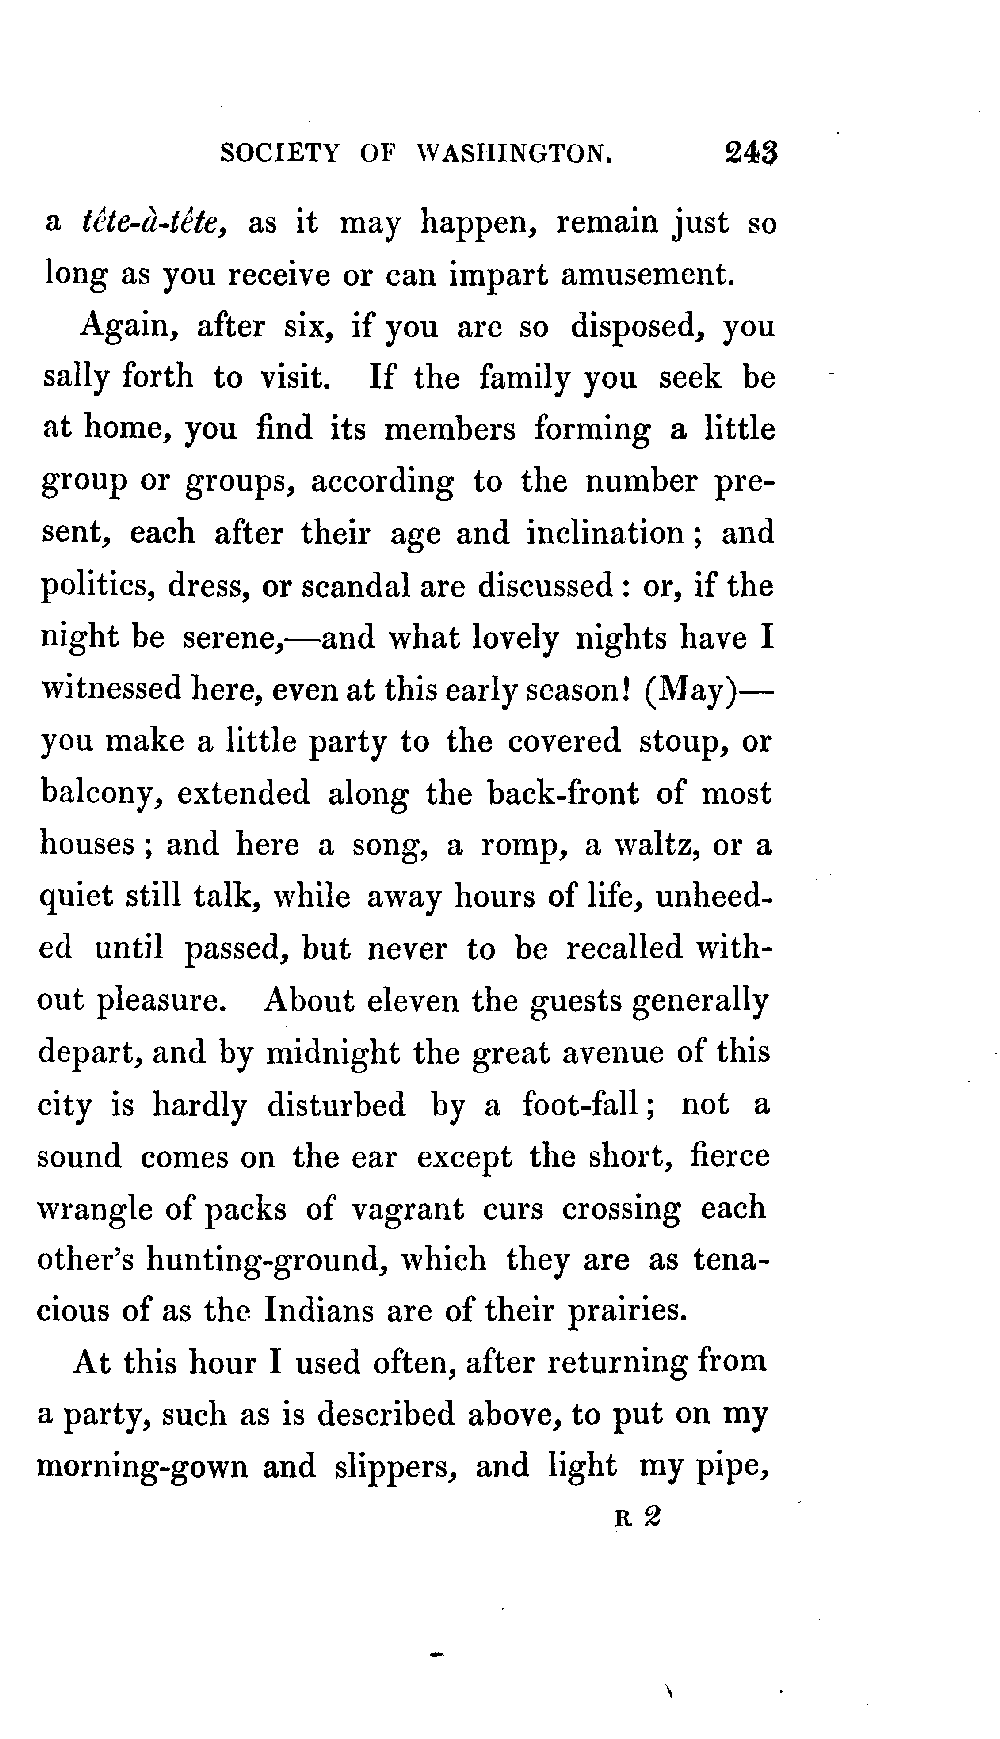 SOCIETY OF WASHINGTON. 243
a tête-à-tête, as it may happen, remain just so
long as you receive or can impart amusement.
Again, after six, if you are so disposed, you
sally forth to visit. If the family you seek be
at home, you find its members forming a little
group or groups, according to the number pre-
sent, each after their age and inclination ; and
politics, dress, or scandal are discussed : or, if the
night be serene,—and what lovely nights have I
witnessed here, even at this early season! (May)—
you make a little party to the covered stoup, or
balcony, extended along the back-front of most
houses ; and here a song, a romp, a waltz, or a
quiet still talk, while away hours of life, unheed-
ed until passed, but never to be recalled with-
out pleasure. About eleven the guests generally
depart, and by midnight the great avenue of this
city is hardly disturbed by a foot-fall ; not a
sound comes on the ear except the short, fierce
wrangle of packs of vagrant curs crossing each
other's hunting-ground, which they are as tena-
cious of as the Indians are of their prairies.
At this hour I used often, after returning from
a party, such as is described above, to put on my
morning-gown and slippers, and light my pipe,
R 2